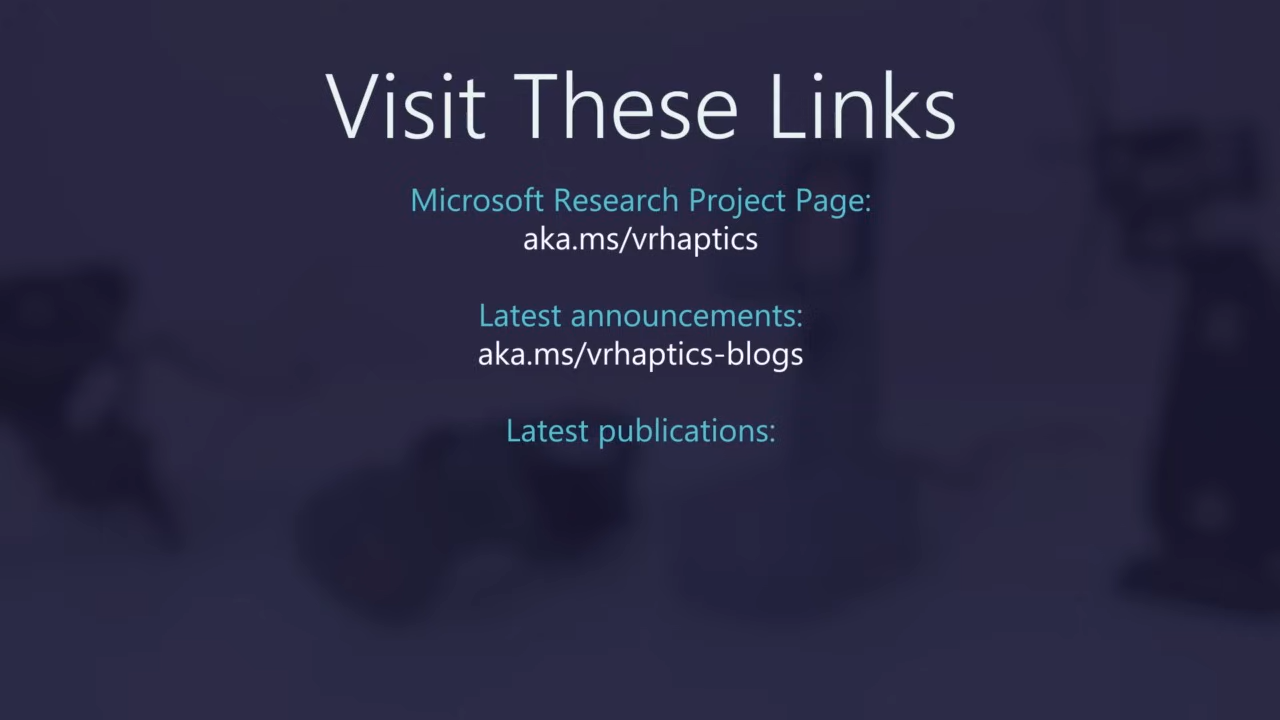 Visit These Links
Microsoft Research Project Page:
aka.ms/vrhaptics
Latest announcements:
aka.ms/vrhaptics-blogs
Latest publications: